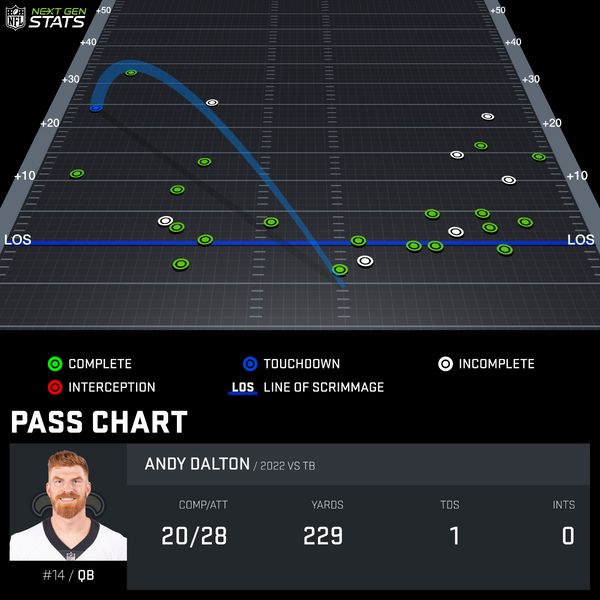 NFL NEXT GEN STATS
+50 +50
+40 +40
+30 +30
+20 +20
+10 +10
LOS LOS
COMPLETE TOUCHDOWN INCOMPLETE
INTERCEPTION LOS LINE OF SCRIMMAGE
PASS CHART
ANDY DALTON / 2022 VS TB
COMP/ATT YARDS TDS INTS
20/28 229 1 0
#14 / QB